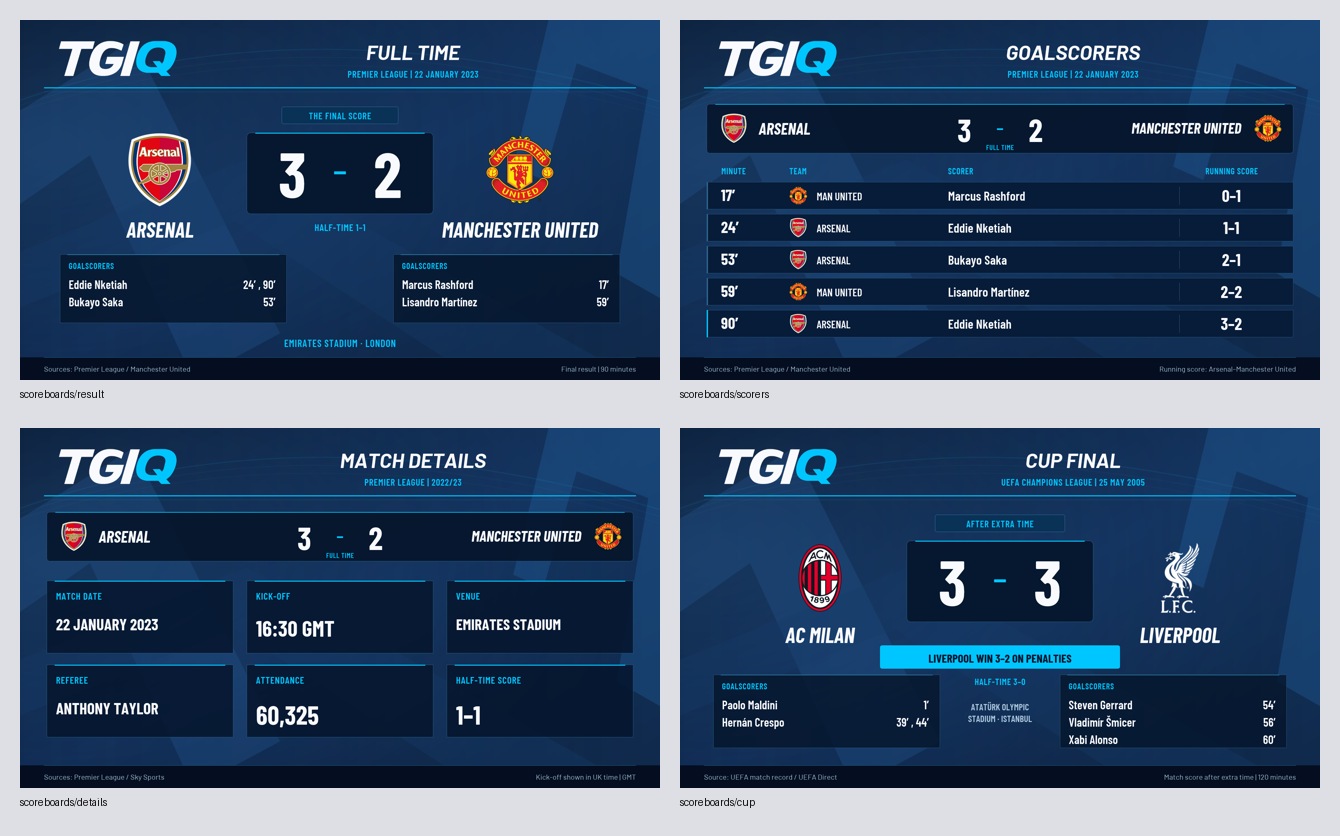 TGIQ
FULL TIME
PREMIER LEAGUE | 22 JANUARY 2023
THE FINAL SCORE
Arsenal
3 – 2
MANCHESTER UNITED
ARSENAL
HALF-TIME 1–1
MANCHESTER UNITED
GOALSCORERS
Eddie Nketiah 24′ , 90′
Bukayo Saka 53′
GOALSCORERS
Marcus Rashford 17′
Lisandro Martínez 59′
EMIRATES STADIUM · LONDON
Sources: Premier League / Manchester United
Final result | 90 minutes
scoreboards/result
TGIQ
GOALSCORERS
PREMIER LEAGUE | 22 JANUARY 2023
Arsenal
ARSENAL
3 – 2
FULL TIME
MANCHESTER UNITED
MINUTE TEAM SCORER RUNNING SCORE
17′ MAN UNITED Marcus Rashford 0–1
24′ ARSENAL Eddie Nketiah 1–1
53′ ARSENAL Bukayo Saka 2–1
59′ MAN UNITED Lisandro Martínez 2–2
90′ ARSENAL Eddie Nketiah 3–2
Sources: Premier League / Manchester United
Running score: Arsenal-Manchester United
scoreboards/scorers
TGIQ
MATCH DETAILS
PREMIER LEAGUE | 2022/23
Arsenal
ARSENAL
3 – 2
FULL TIME
MANCHESTER UNITED
MATCH DATE
22 JANUARY 2023
KICK-OFF
16:30 GMT
VENUE
EMIRATES STADIUM
REFEREE
ANTHONY TAYLOR
ATTENDANCE
60,325
HALF-TIME SCORE
1–1
Sources: Premier League / Sky Sports
Kick-off shown in UK time | GMT
scoreboards/details
TGIQ
CUP FINAL
UEFA CHAMPIONS LEAGUE | 25 MAY 2005
AFTER EXTRA TIME
ACM
1899
3 – 3
L.F.C.
AC MILAN
LIVERPOOL
LIVERPOOL WIN 3–2 ON PENALTIES
GOALSCORERS
Paolo Maldini 1′
Hernán Crespo 39′ , 44′
HALF-TIME 3–0
ATATÜRK OLYMPIC
STADIUM · ISTANBUL
GOALSCORERS
Steven Gerrard 54′
Vladimír Šmicer 56′
Xabi Alonso 60′
Source: UEFA match record / UEFA Direct
Match score after extra time | 120 minutes
scoreboards/cup